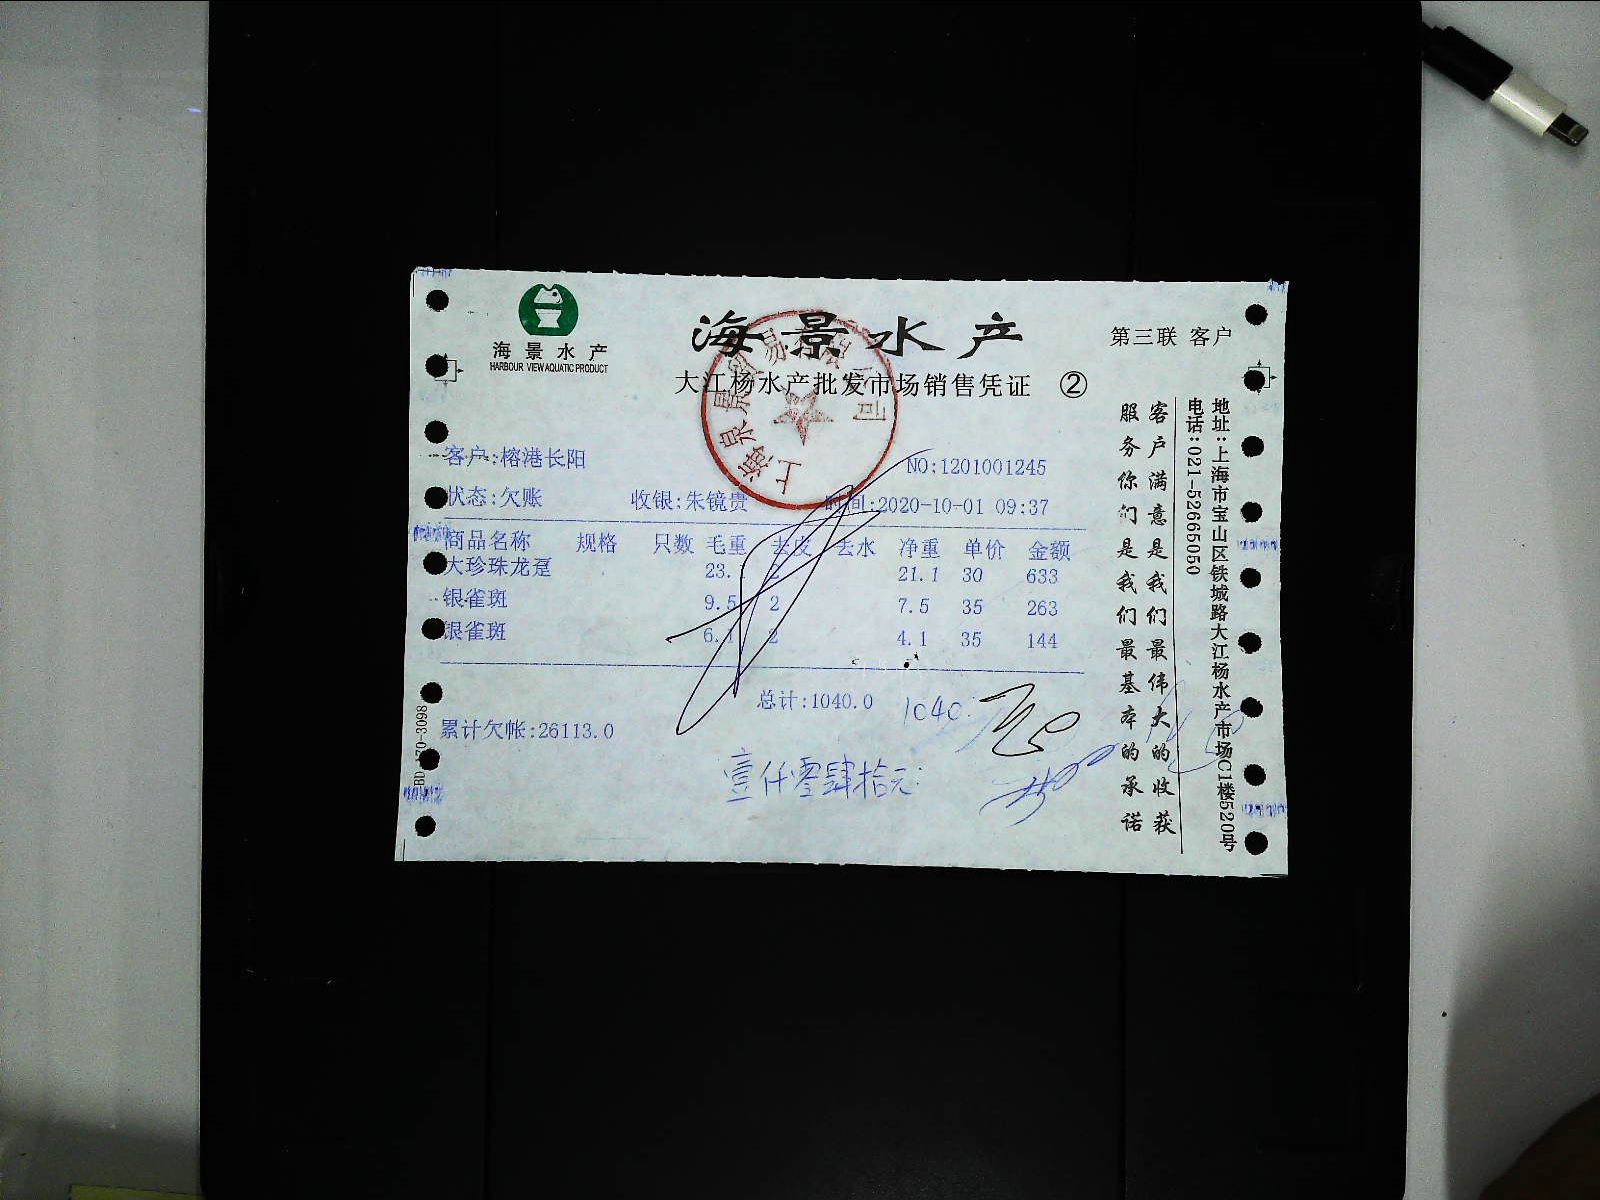 海景水产
HARBOUR VIEW AQUATIC PRODUCT
海景水产
第三联 客户
大江杨水产批发市场销售凭证 ②
客户:榕港长阳
NO:1201001245
状态:欠账 收银:朱镜贵 时间:2020-10-01 09:37
商品名称 规格 只数 毛重 去皮 去水 净重 单价 金额
大珍珠龙趸 23. 2 21.1 30 633
银雀斑 9.5 2 7.5 35 263
银雀斑 6.1 2 4.1 35 144
总计:1040.0 1040.
累计欠帐:26113.0
壹仟零肆拾元
客户满意是我们最伟大的收获
服务你们是我们最基本的承诺
地址:上海市宝山区铁城路大江杨水产市场C1楼520号
电话:021-52665050